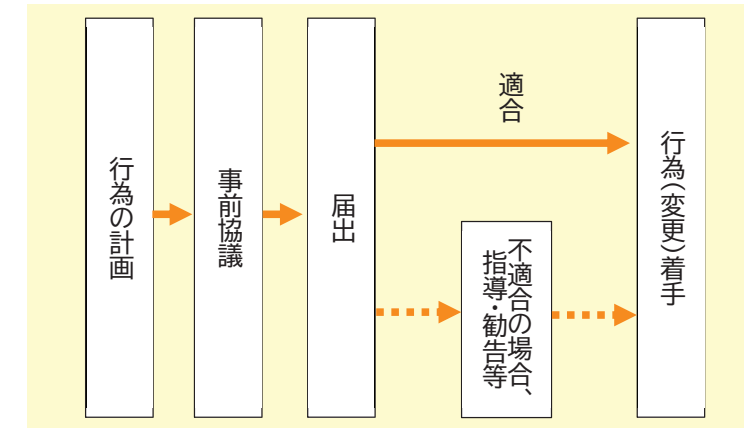 行為の計画
事前協議
届出
適合
不適合の場合、
指導・勧告等
行為(変更)着手